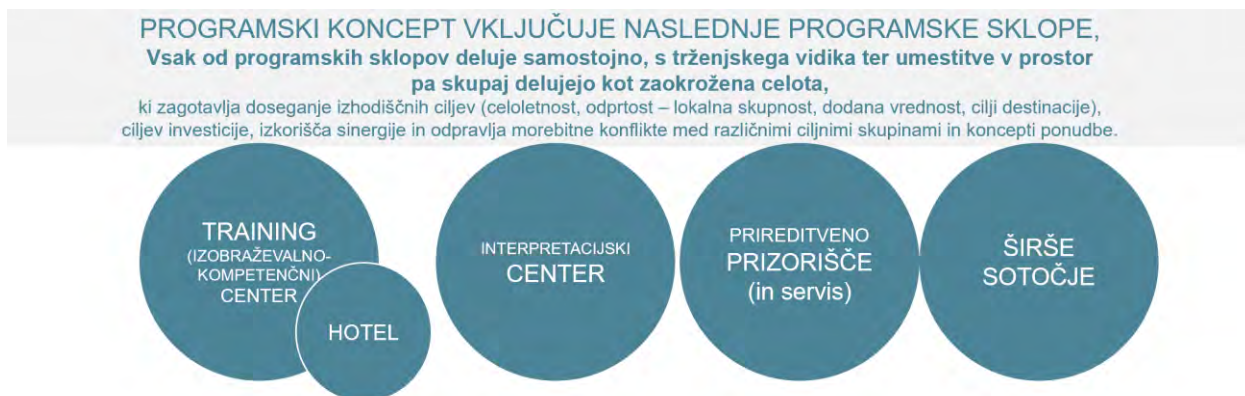 PROGRAMSKI KONCEPT VKLJUČUJE NASLEDNJE PROGRAMSKE SKLOPE,
Vsak od programskih sklopov deluje samostojno, s trženjskega vidika ter umestitve v prostor
pa skupaj delujejo kot zaokrožena celota,
ki zagotavlja doseganje izhodiščnih ciljev (celoletnost, odprtost – lokalna skupnost, dodana vrednost, cilji destinacije),
ciljev investicije, izkorišča sinergije in odpravlja morebitne konflikte med različnimi ciljnimi skupinami in koncepti ponudbe.
TRAINING
(IZOBRAŽEVALNO-
KOMPETENČNI)
CENTER
HOTEL
INTERPRETACIJSKI
CENTER
PRIREDITVENO
PRIZORIŠČE
(in servis)
ŠIRŠE
SOTOČJE